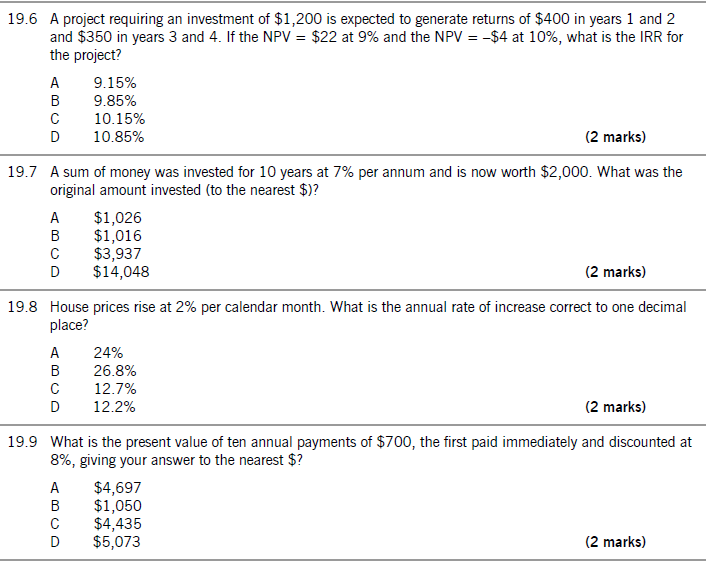 19.6 A project requiring an investment of $1,200 is expected to generate returns of $400 in years 1 and 2
and $350 in years 3 and 4. If the NPV = $22 at 9% and the NPV = –$4 at 10%, what is the IRR for
the project?
A 9.15%
B 9.85%
C 10.15%
D 10.85% (2 marks)
19.7 A sum of money was invested for 10 years at 7% per annum and is now worth $2,000. What was the
original amount invested (to the nearest $)?
A $1,026
B $1,016
C $3,937
D $14,048 (2 marks)
19.8 House prices rise at 2% per calendar month. What is the annual rate of increase correct to one decimal
place?
A 24%
B 26.8%
C 12.7%
D 12.2% (2 marks)
19.9 What is the present value of ten annual payments of $700, the first paid immediately and discounted at
8%, giving your answer to the nearest $?
A $4,697
B $1,050
C $4,435
D $5,073 (2 marks)